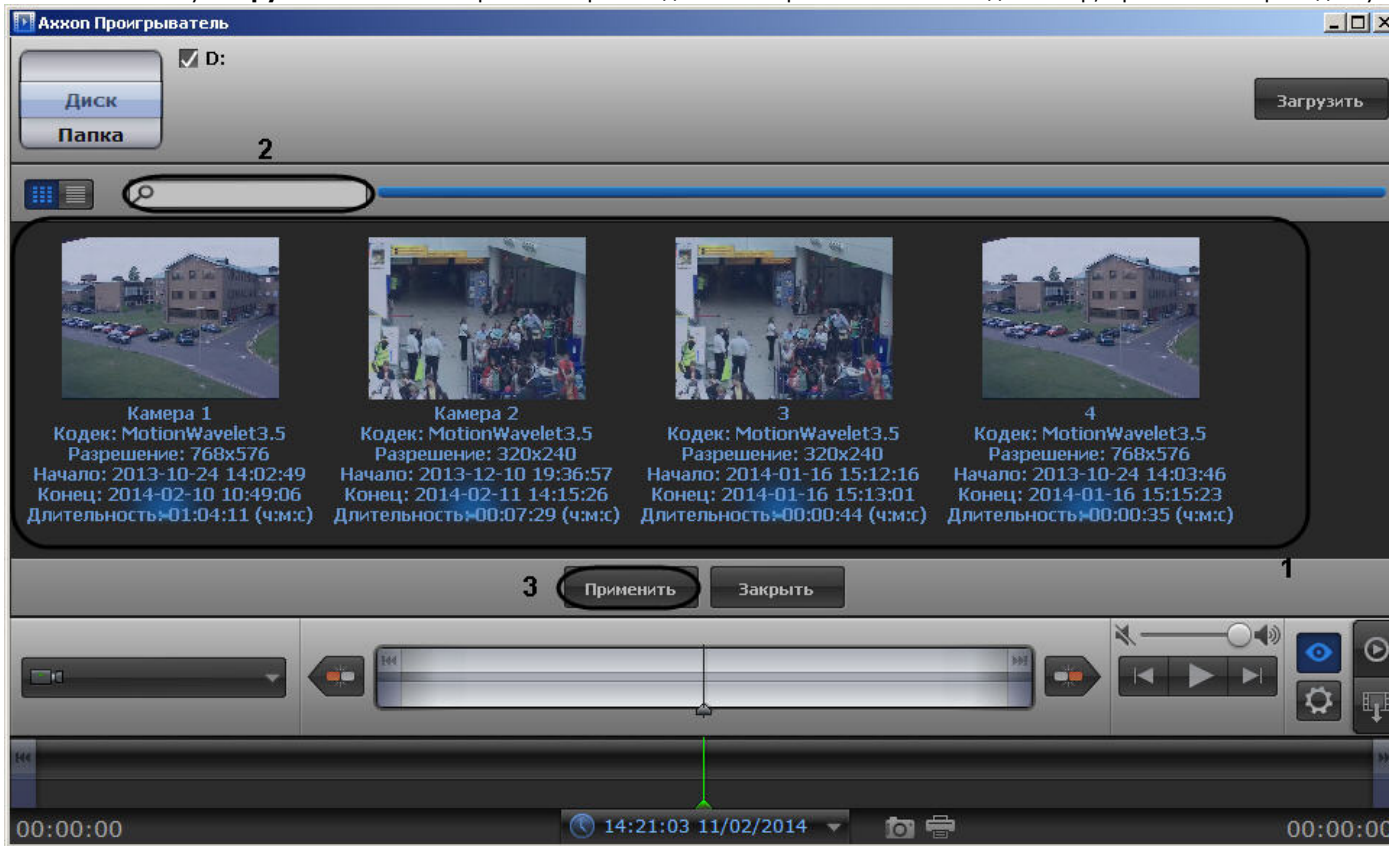 Axxon Проигрыватель
D:
Диск
Папка
Загрузить
2
Камера 1
Кодек: MotionWavelet3.5
Разрешение: 768x576
Начало: 2013-10-24 14:02:49
Конец: 2014-02-10 10:49:06
Длительность: 01:04:11 (ч:м:с)
Камера 2
Кодек: MotionWavelet3.5
Разрешение: 320x240
Начало: 2013-12-10 19:36:57
Конец: 2014-02-11 14:15:26
Длительность: 00:07:29 (ч:м:с)
3
Кодек: MotionWavelet3.5
Разрешение: 320x240
Начало: 2014-01-16 15:12:16
Конец: 2014-01-16 15:13:01
Длительность: 00:00:44 (ч:м:с)
4
Кодек: MotionWavelet3.5
Разрешение: 768x576
Начало: 2013-10-24 14:03:46
Конец: 2014-01-16 15:15:23
Длительность: 00:00:35 (ч:м:с)
1
3
Применить
Закрыть
00:00:00
14:21:03 11/02/2014
00:00:00